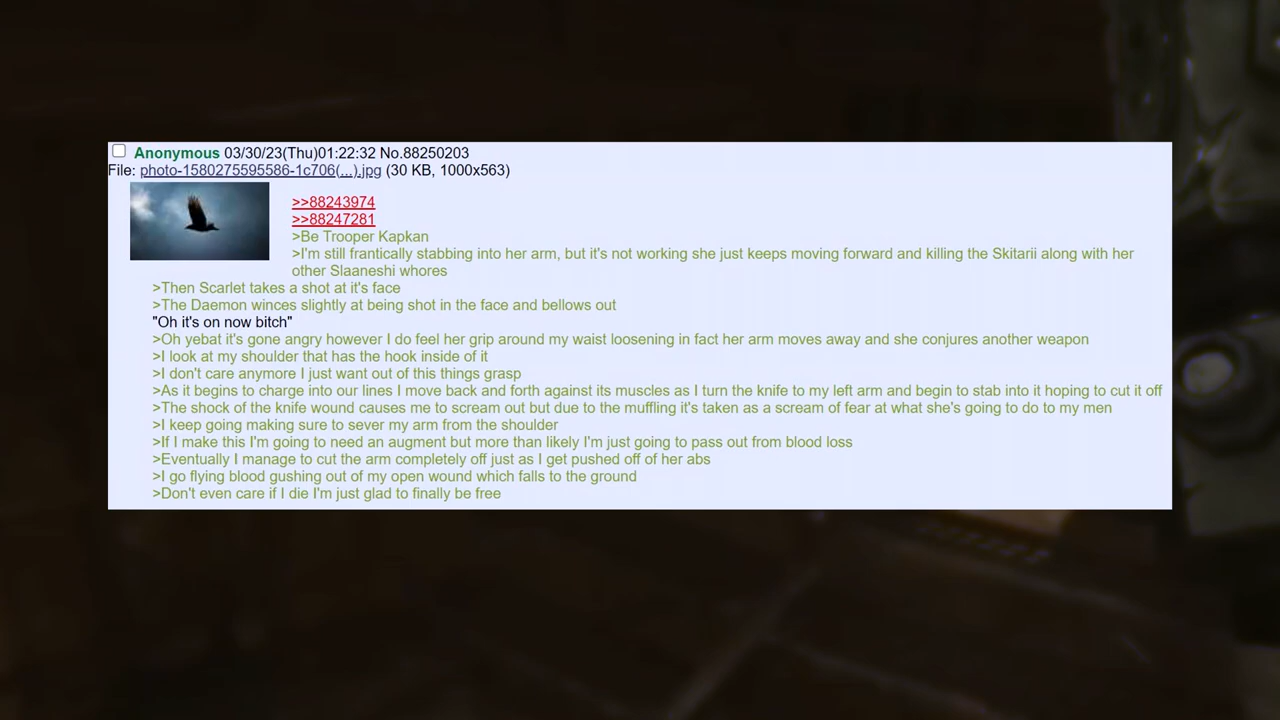 Anonymous 03/30/23(Thu)01:22:32 No.88250203
File: photo-1580275595586-1c706(...).jpg (30 KB, 1000x563)
>>88243974
>>88247281
>Be Trooper Kapkan
>I'm still frantically stabbing into her arm, but it's not working she just keeps moving forward and killing the Skitarii along with her
other Slaaneshi whores
>Then Scarlet takes a shot at it's face
>The Daemon winces slightly at being shot in the face and bellows out
"Oh it's on now bitch"
>Oh yebat it's gone angry however I do feel her grip around my waist loosening in fact her arm moves away and she conjures another weapon
>I look at my shoulder that has the hook inside of it
>I don't care anymore I just want out of this things grasp
>As it begins to charge into our lines I move back and forth against its muscles as I turn the knife to my left arm and begin to stab into it hoping to cut it off
>The shock of the knife wound causes me to scream out but due to the muffling it's taken as a scream of fear at what she's going to do to my men
>I keep going making sure to sever my arm from the shoulder
>If I make this I'm going to need an augment but more than likely I'm just going to pass out from blood loss
>Eventually I manage to cut the arm completely off just as I get pushed off of her abs
>I go flying blood gushing out of my open wound which falls to the ground
>Don't even care if I die I'm just glad to finally be free